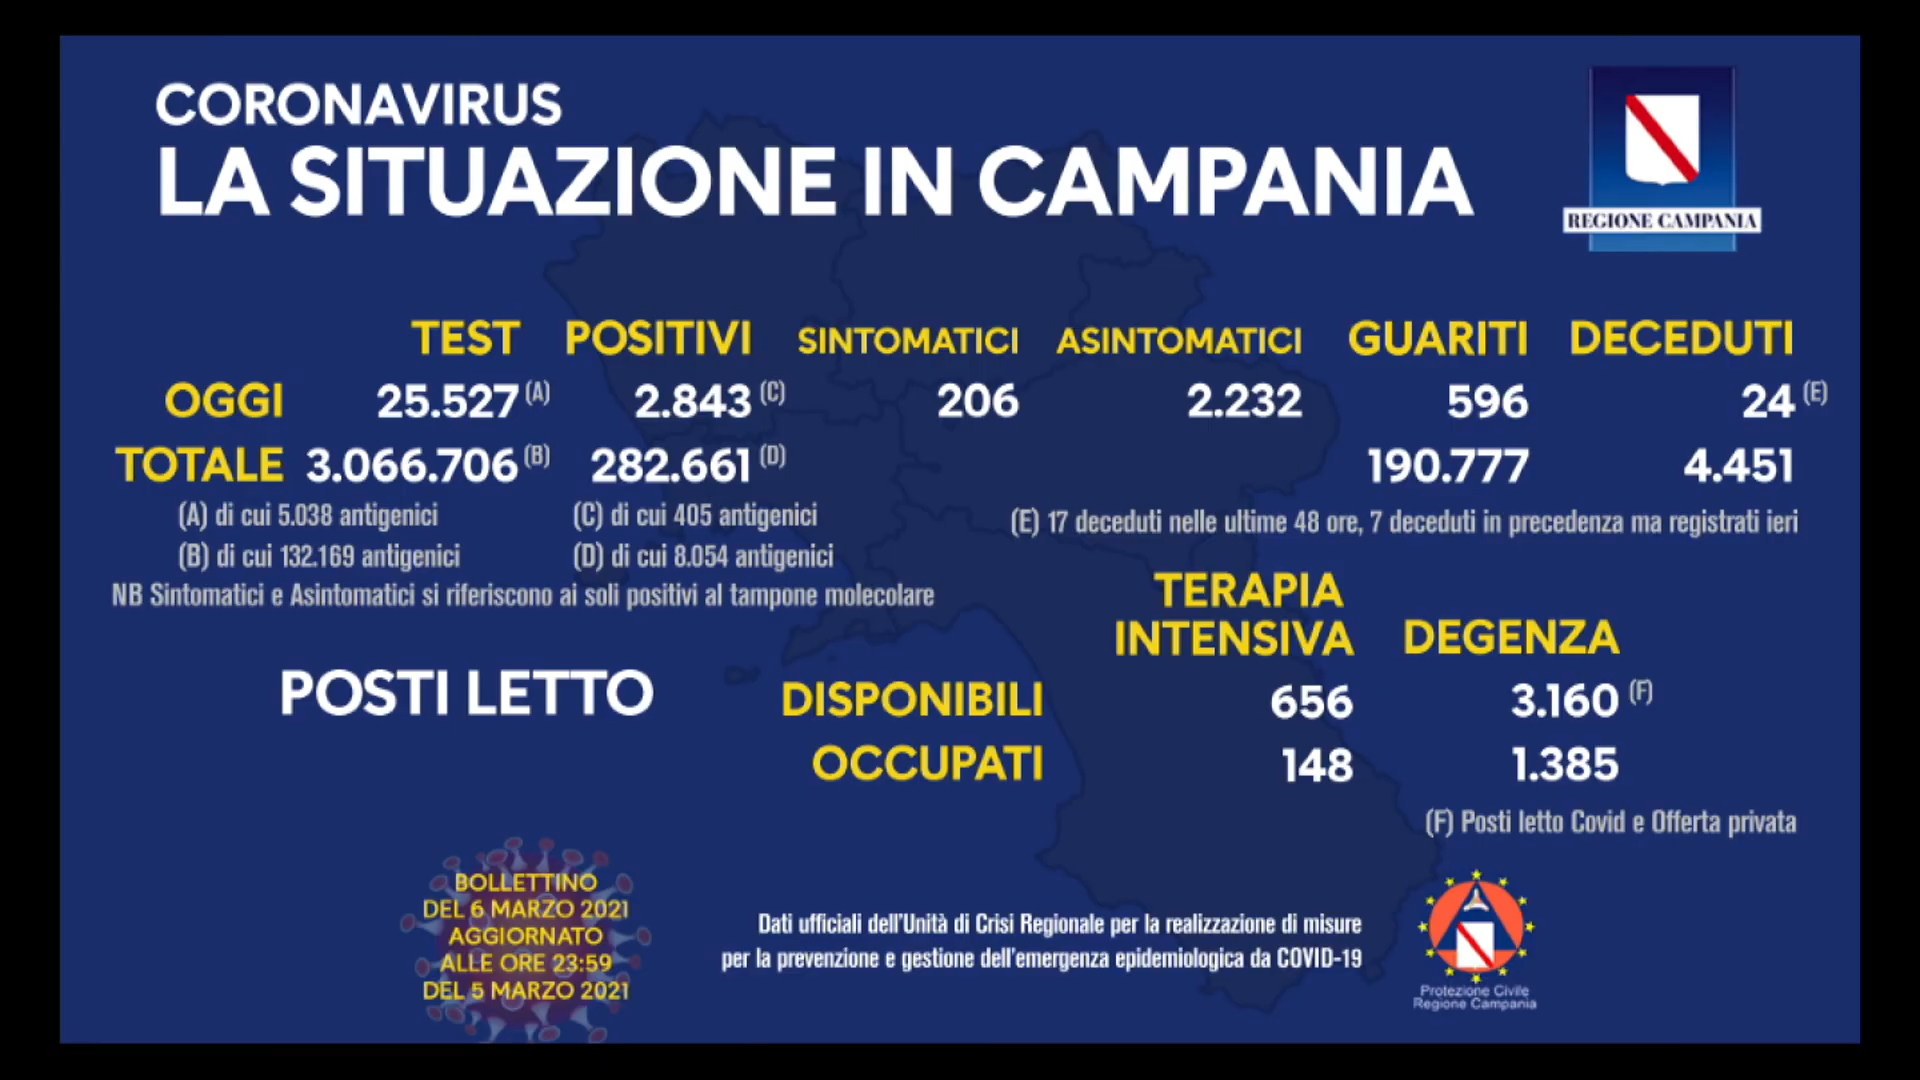 CORONAVIRUS
LA SITUAZIONE IN CAMPANIA
REGIONE CAMPANIA
TEST POSITIVI SINTOMATICI ASINTOMATICI GUARITI DECEDUTI
OGGI 25.527 (A) 2.843 (C) 206 2.232 596 24 (E)
TOTALE 3.066.706 (B) 282.661 (D) 190.777 4.451
(A) di cui 5.038 antigenici (C) di cui 405 antigenici (E) 17 deceduti nelle ultime 48 ore, 7 deceduti in precedenza ma registrati ieri
(B) di cui 132.169 antigenici (D) di cui 8.054 antigenici
NB Sintomatici e Asintomatici si riferiscono ai soli positivi al tampone molecolare
TERAPIA
INTENSIVA DEGENZA
POSTI LETTO DISPONIBILI 656 3.160 (F)
OCCUPATI 148 1.385
(F) Posti letto Covid e Offerta privata
BOLLETTINO
DEL 6 MARZO 2021
AGGIORNATO
ALLE ORE 23:59
DEL 5 MARZO 2021
Dati ufficiali dell'Unità di Crisi Regionale per la realizzazione di misure
per la prevenzione e gestione dell'emergenza epidemiologica da COVID-19
Protezione Civile
Regione Campania